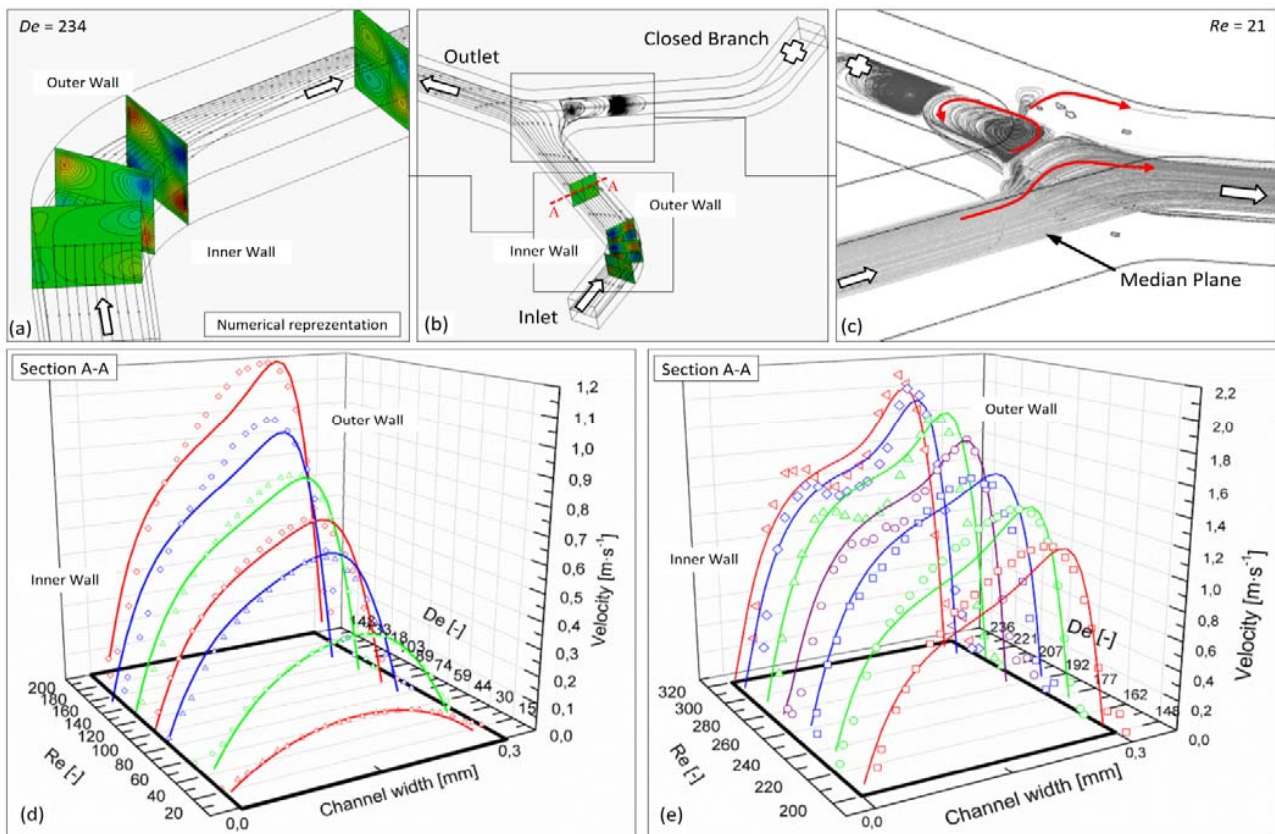 De = 234
Outer Wall
Inner Wall
(a)
Numerical reprezentation
Outlet
Closed Branch
A
A
Outer Wall
Inner Wall
(b)
Inlet
Re = 21
Median Plane
(c)
Section A-A
Outer Wall
Inner Wall
1,2
1,1
1,0
0,9
0,8
0,7
0,6
0,5
0,4
0,3
0,2
0,1
0,0
Velocity [m·s-1]
De [-]
103
89
74
59
44
30
15
200
180
160
140
120
100
80
60
40
20
Re [-]
0,0
Channel width [mm]
0,3
(d)
Section A-A
Outer Wall
Inner Wall
2,2
2,0
1,8
1,6
1,4
1,2
1,0
0,8
0,6
0,4
0,2
0,0
Velocity [m·s-1]
De [-]
236
221
207
192
177
162
148
320
300
280
260
240
220
200
Re [-]
0,0
Channel width [mm]
0,3
(e)